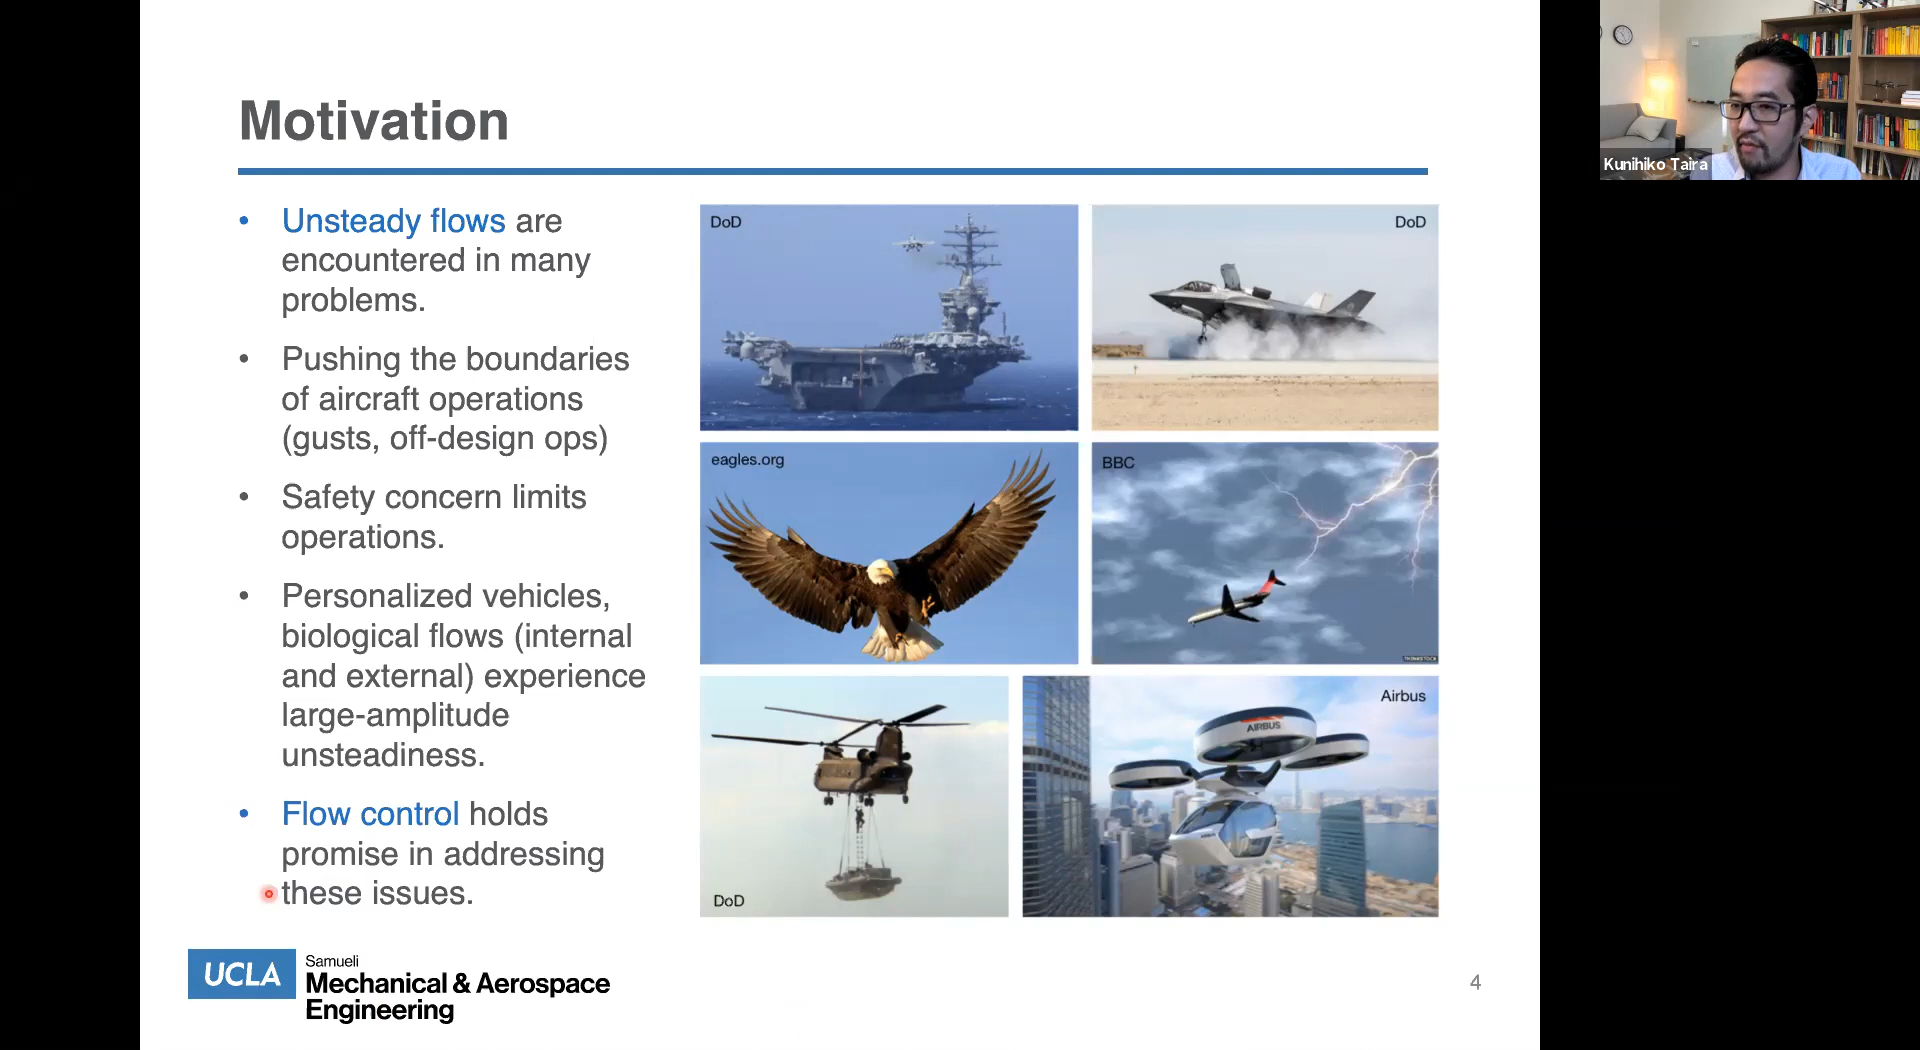 Motivation
• Unsteady flows are
encountered in many
problems.
• Pushing the boundaries
of aircraft operations
(gusts, off-design ops)
• Safety concern limits
operations.
• Personalized vehicles,
biological flows (internal
and external) experience
large-amplitude
unsteadiness.
• Flow control holds
promise in addressing
these issues.
DoD
DoD
eagles.org
BBC
DoD
Airbus
AIRBUS
UCLA
Samueli
Mechanical & Aerospace
Engineering
4
Kunihiko Taira